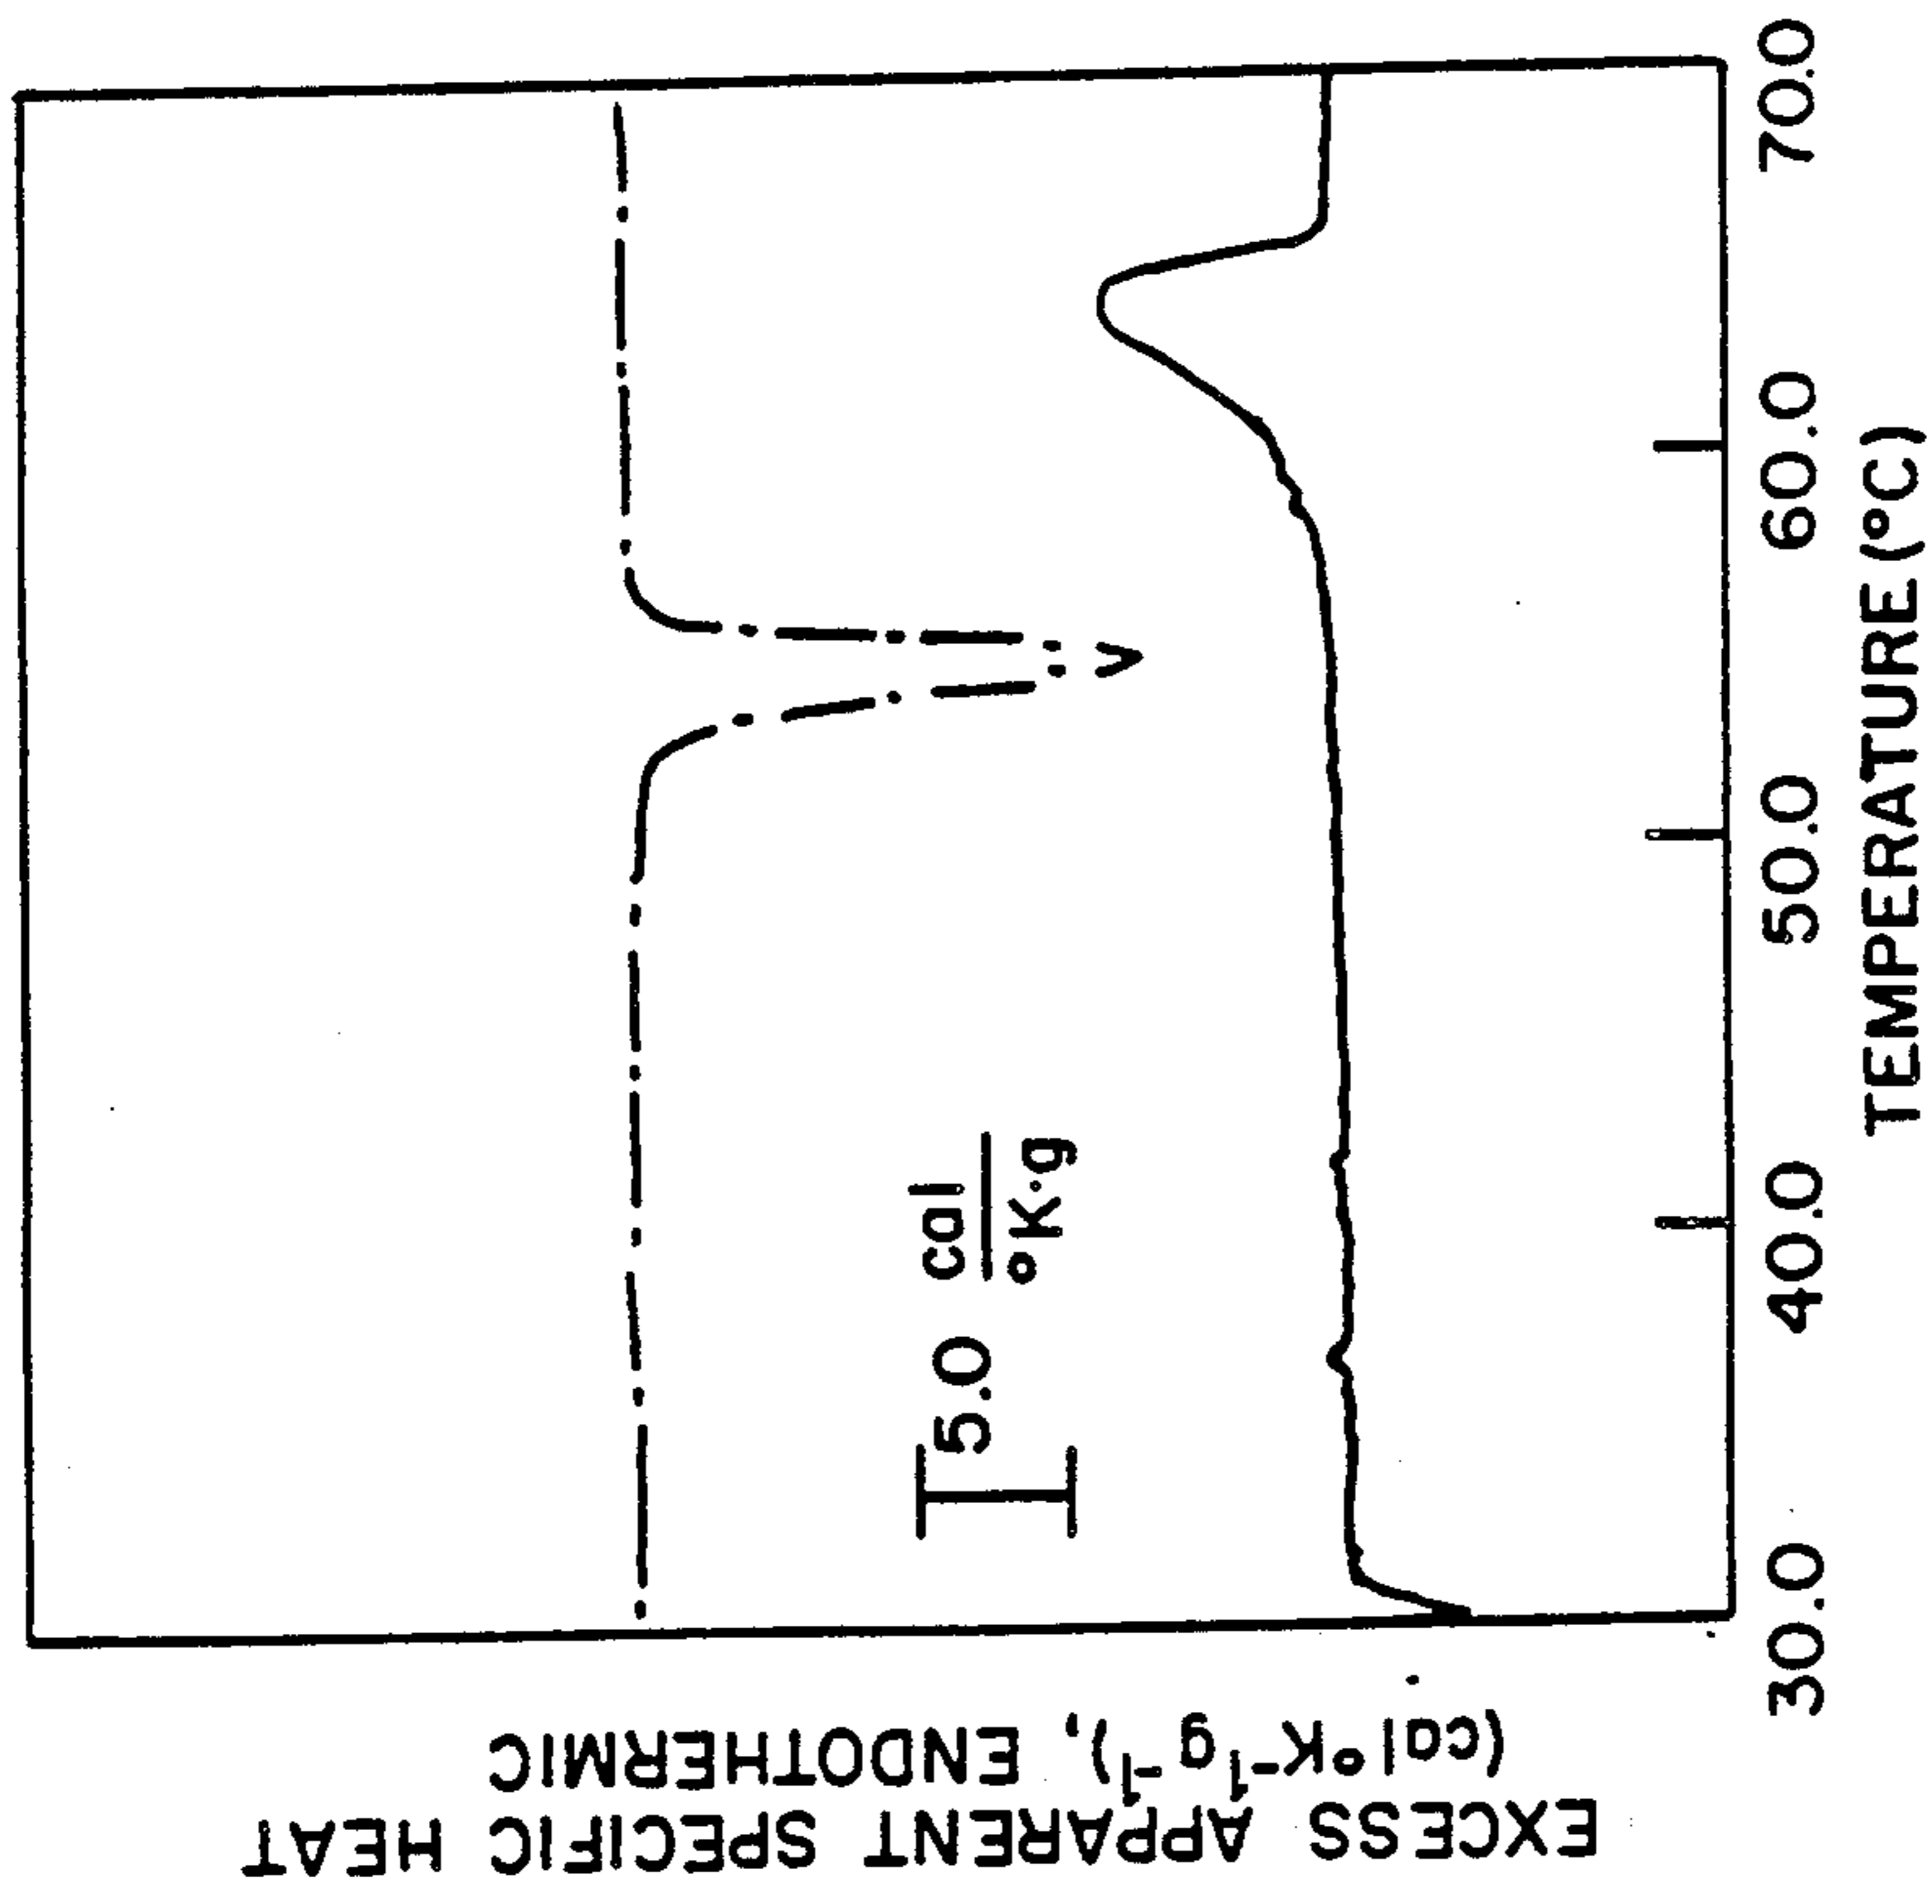 EXCESS APPARENT SPECIFIC HEAT
(cal°K⁻¹g⁻¹), ENDOTHERMIC
5.0 cal
°K·g
30.0 40.0 50.0 60.0 70.0
TEMPERATURE (°C)